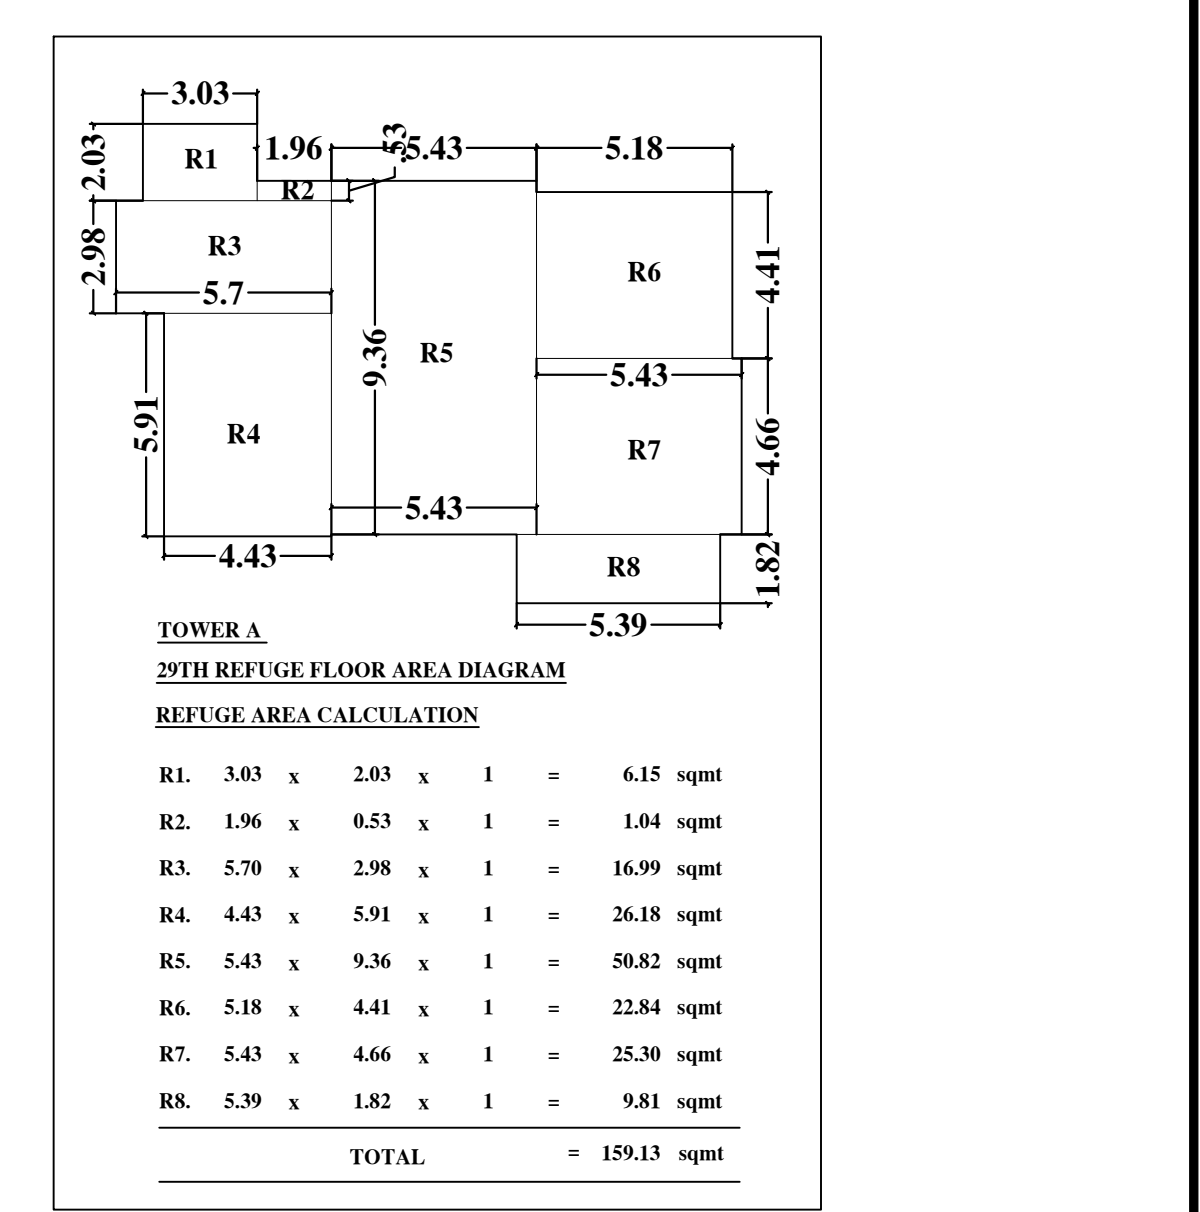 3.03
2.03
R1
1.96
.53
5.43
5.18
R2
2.98
R3
5.7
R6
4.41
9.36
R5
5.43
5.91
R4
R7
4.66
5.43
4.43
R8
1.82
5.39
TOWER A
29TH REFUGE FLOOR AREA DIAGRAM
REFUGE AREA CALCULATION
R1. 3.03 x 2.03 x 1 = 6.15 sqmt
R2. 1.96 x 0.53 x 1 = 1.04 sqmt
R3. 5.70 x 2.98 x 1 = 16.99 sqmt
R4. 4.43 x 5.91 x 1 = 26.18 sqmt
R5. 5.43 x 9.36 x 1 = 50.82 sqmt
R6. 5.18 x 4.41 x 1 = 22.84 sqmt
R7. 5.43 x 4.66 x 1 = 25.30 sqmt
R8. 5.39 x 1.82 x 1 = 9.81 sqmt
TOTAL = 159.13 sqmt